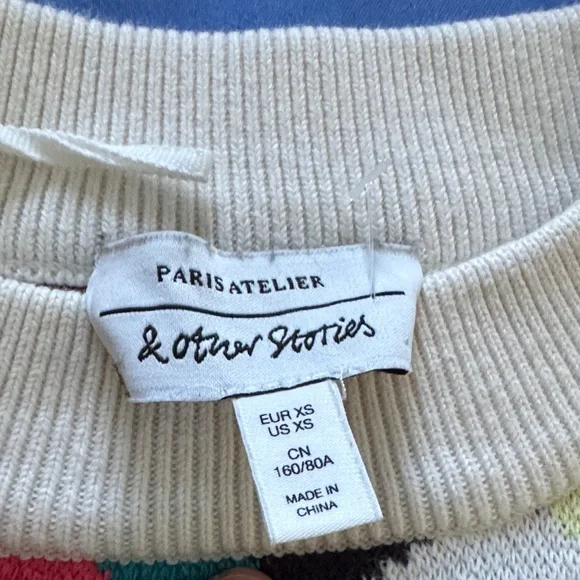 PARIS ATELIER
& other Stories
EUR XS
US XS
CN
160/80A
MADE IN
CHINA